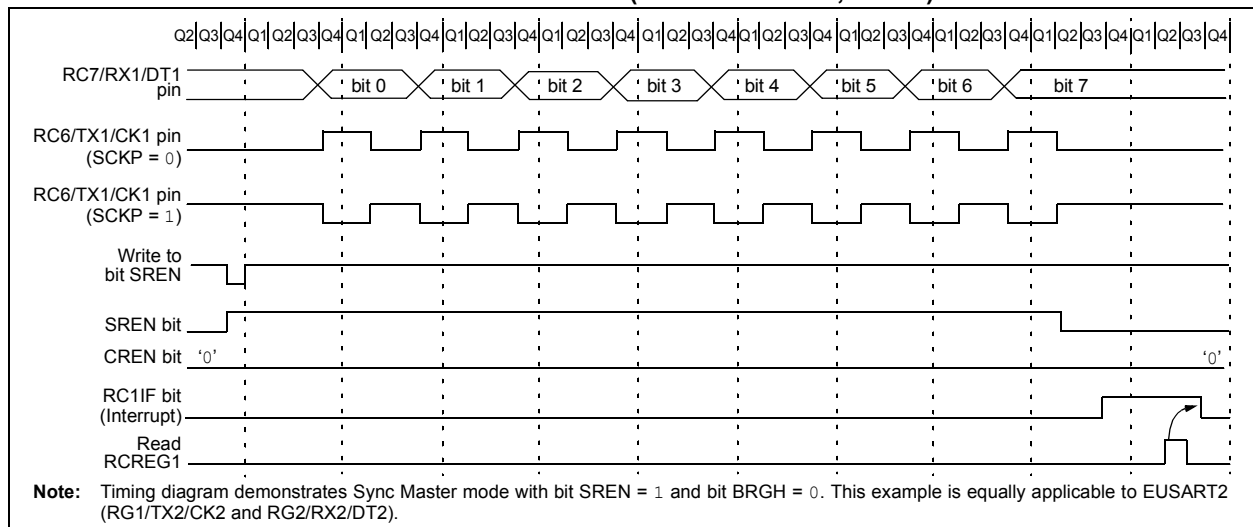 Q2 Q3 Q4 Q1 Q2 Q3 Q4 Q1 Q2 Q3 Q4 Q1 Q2 Q3 Q4 Q1 Q2 Q3 Q4 Q1 Q2 Q3 Q4 Q1 Q2 Q3 Q4 Q1 Q2 Q3 Q4 Q1 Q2 Q3 Q4 Q1 Q2 Q3 Q4 Q1 Q2 Q3 Q4
RC7/RX1/DT1
pin
bit 0 bit 1 bit 2 bit 3 bit 4 bit 5 bit 6 bit 7
RC6/TX1/CK1 pin
(SCKP = 0)
RC6/TX1/CK1 pin
(SCKP = 1)
Write to
bit SREN
SREN bit
CREN bit ‘0’ ‘0’
RC1IF bit
(Interrupt)
Read
RCREG1
Note: Timing diagram demonstrates Sync Master mode with bit SREN = 1 and bit BRGH = 0. This example is equally applicable to EUSART2
(RG1/TX2/CK2 and RG2/RX2/DT2).